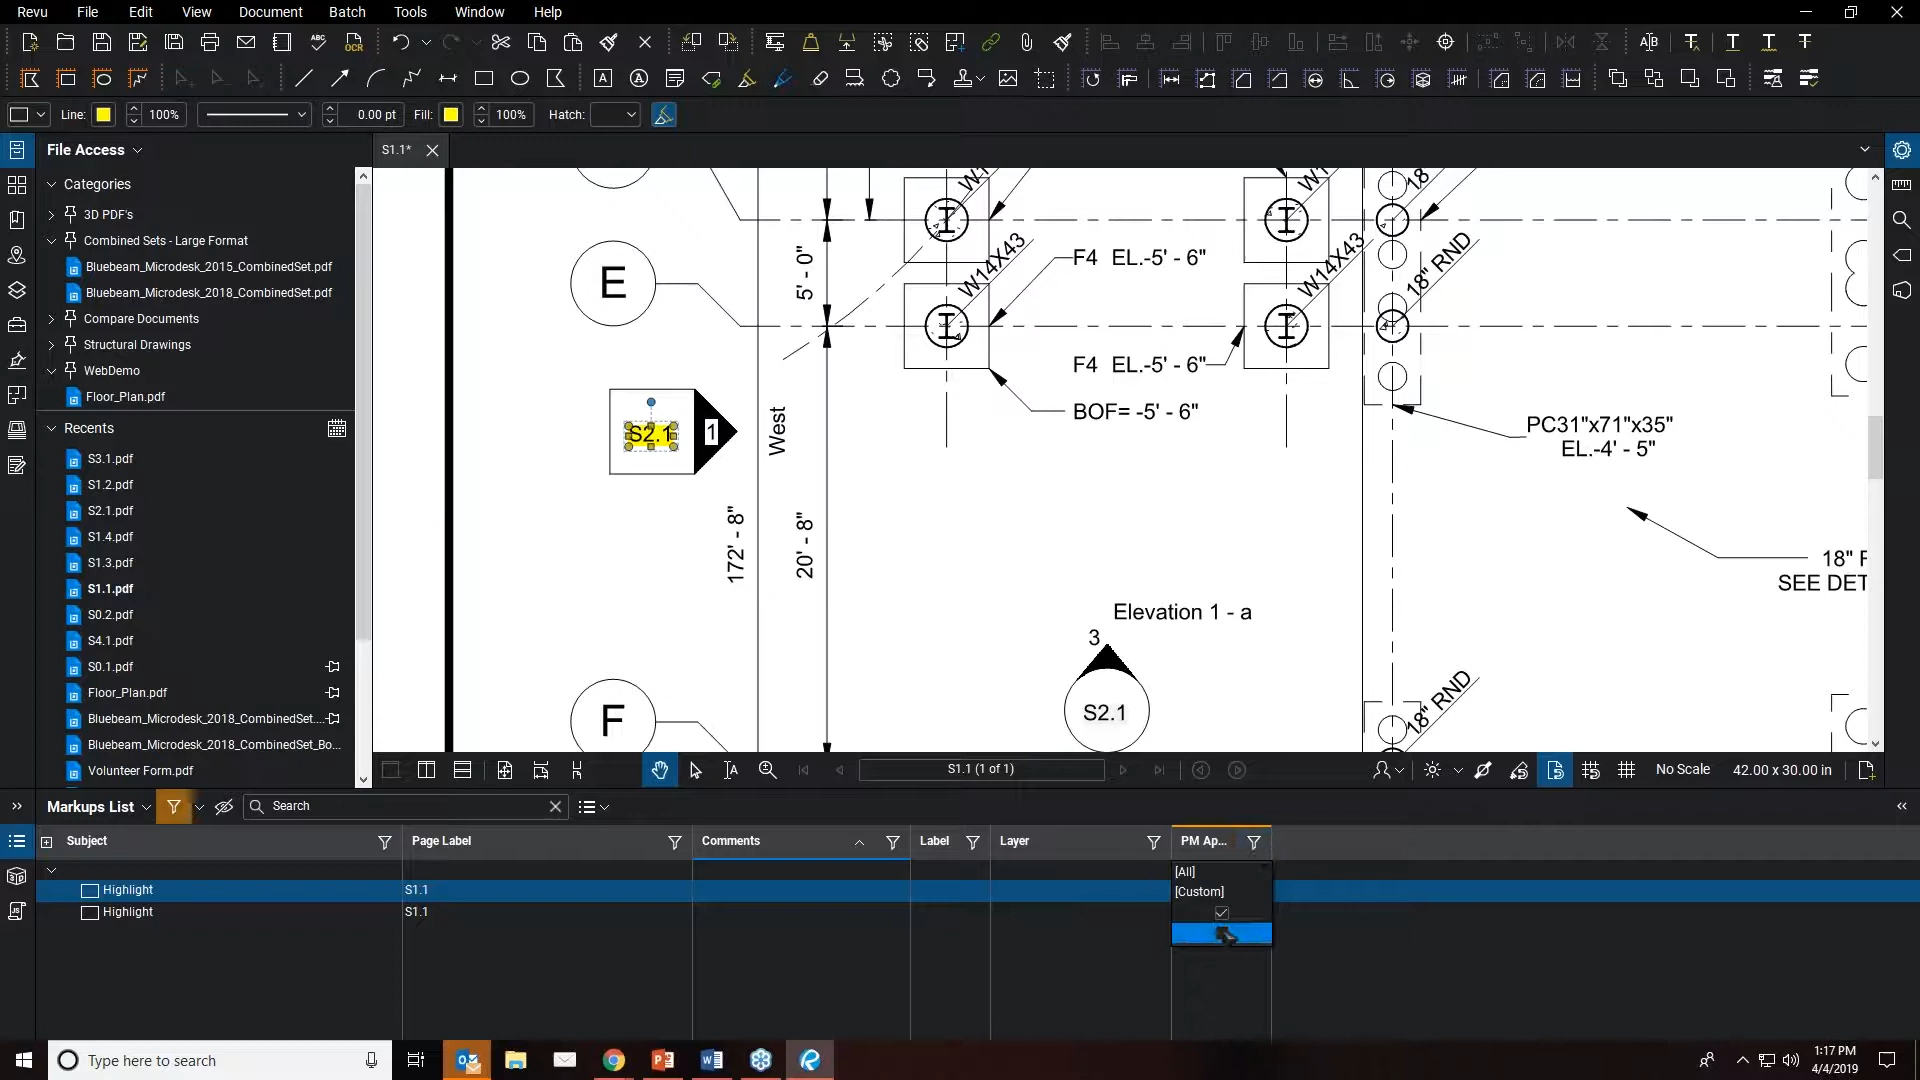 Revu File Edit View Document Batch Tools Window Help
OCR
Line: 100% 0.00 pt Fill: 100% Hatch:
File Access
S1.1*
Categories
3D PDF's
Combined Sets - Large Format
Bluebeam_Microdesk_2015_CombinedSet.pdf
Bluebeam_Microdesk_2018_CombinedSet.pdf
Compare Documents
Structural Drawings
WebDemo
Floor_Plan.pdf
Recents
S3.1.pdf
S1.2.pdf
S2.1.pdf
S1.4.pdf
S1.3.pdf
S1.1.pdf
S0.2.pdf
S4.1.pdf
S0.1.pdf
Floor_Plan.pdf
Bluebeam_Microdesk_2018_CombinedSet....
Bluebeam_Microdesk_2018_CombinedSet_Bo...
Volunteer Form.pdf
E
5' - 0"
W14X43
F4 EL.-5' - 6"
W14X43
18" RND
F4 EL.-5' - 6"
BOF= -5' - 6"
S2.1
1
West
172' - 8"
20' - 8"
PC31"x71"x35"
EL.-4' - 5"
18" F
SEE DET
Elevation 1 - a
3
S2.1
F
18" RND
S1.1 (1 of 1)
No Scale 42.00 x 30.00 in
Markups List Search
Subject Page Label Comments Label Layer PM Ap...
[All]
[Custom]
Highlight S1.1
Highlight S1.1
Type here to search
1:17 PM
4/4/2019